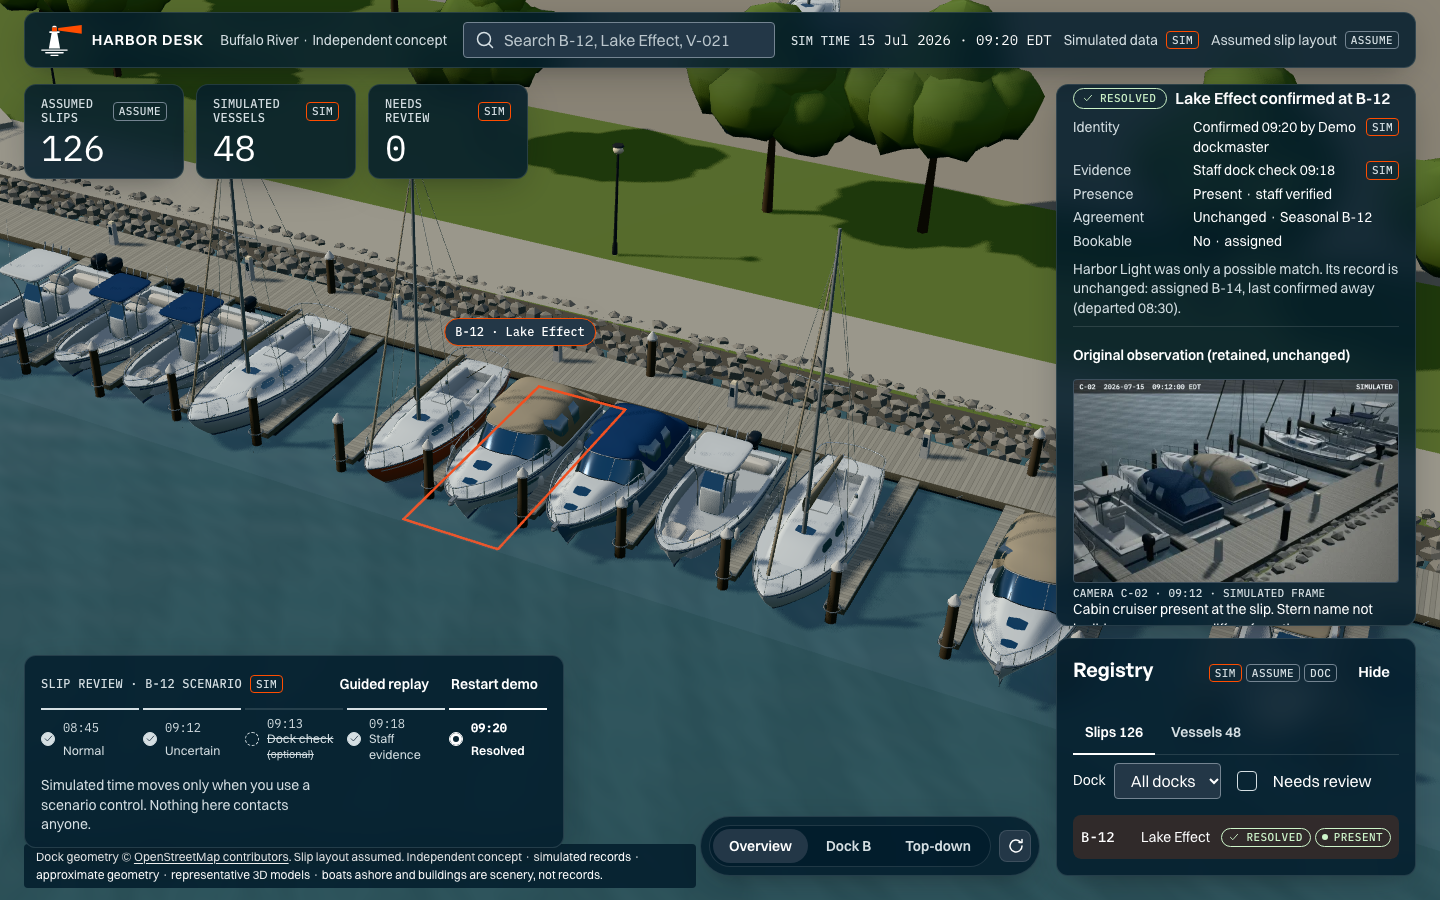 HARBOR DESK
Buffalo River · Independent concept
Search B-12, Lake Effect, V-021
SIM TIME 15 Jul 2026 · 09:20 EDT
Simulated data SIM
Assumed slip layout ASSUME
ASSUMED SLIPS ASSUME
126
SIMULATED VESSELS SIM
48
NEEDS REVIEW SIM
0
RESOLVED Lake Effect confirmed at B-12
Identity Confirmed 09:20 by Demo SIM
dockmaster
Evidence Staff dock check 09:18 SIM
Presence Present · staff verified
Agreement Unchanged · Seasonal B-12
Bookable No · assigned
Harbor Light was only a possible match. Its record is
unchanged: assigned B-14, last confirmed away
(departed 08:30).
Original observation (retained, unchanged)
C-02 2026-07-15 09:12:00 EDT SIMULATED
CAMERA C-02 · 09:12 · SIMULATED FRAME
Cabin cruiser present at the slip. Stern name not
B-12 · Lake Effect
SLIP REVIEW · B-12 SCENARIO SIM
Guided replay
Restart demo
08:45
Normal
09:12
Uncertain
09:13
Dock check
(optional)
09:18
Staff
evidence
09:20
Resolved
Simulated time moves only when you use a
scenario control. Nothing here contacts
anyone.
Dock geometry © OpenStreetMap contributors. Slip layout assumed. Independent concept · simulated records ·
approximate geometry · representative 3D models · boats ashore and buildings are scenery, not records.
Overview
Dock B
Top-down
Registry
SIM ASSUME DOC
Hide
Slips 126
Vessels 48
Dock All docks
Needs review
B-12 Lake Effect RESOLVED PRESENT